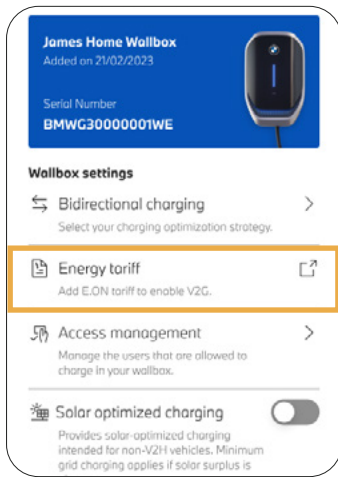 James Home Wallbox
Added on 21/02/2023
Serial Number
BMWG30000001WE
Wallbox settings
Bidirectional charging
Select your charging optimization strategy.
Energy tariff
Add E.ON tariff to enable V2G.
Access management
Manage the users that are allowed to
charge in your wallbox.
Solar optimized charging
Provides solar-optimized charging
intended for non-V2H vehicles. Minimum
grid charging applies if solar surplus is